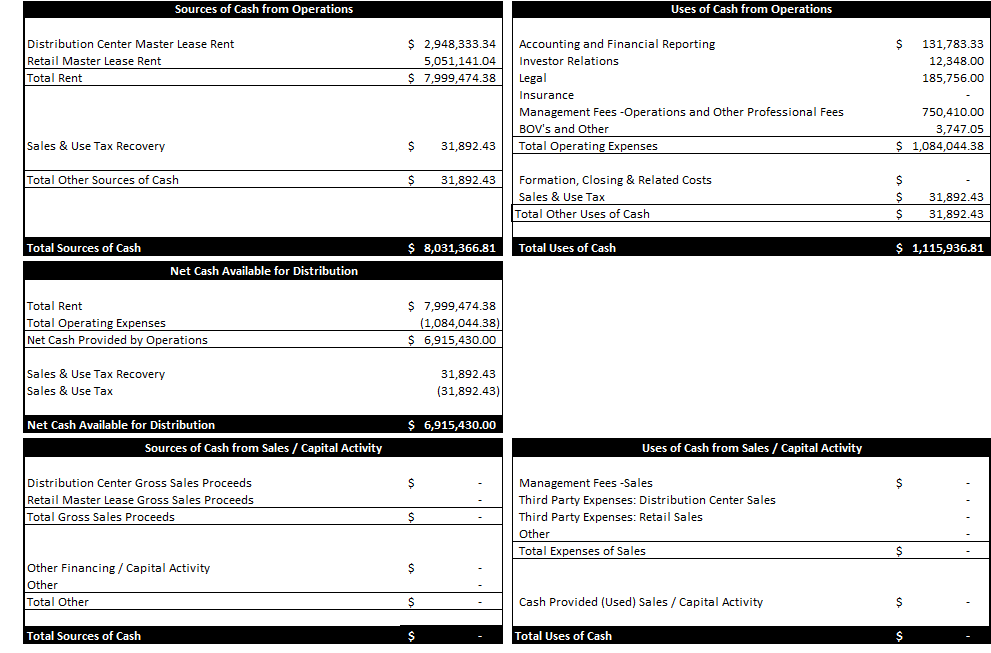 Sources of Cash from Operations
Distribution Center Master Lease Rent $ 2,948,333.34
Retail Master Lease Rent 5,051,141.04
Total Rent $ 7,999,474.38
Sales & Use Tax Recovery $ 31,892.43
Total Other Sources of Cash $ 31,892.43
Total Sources of Cash $ 8,031,366.81
Uses of Cash from Operations
Accounting and Financial Reporting $ 131,783.33
Investor Relations 12,348.00
Legal 185,756.00
Insurance -
Management Fees -Operations and Other Professional Fees 750,410.00
BOV's and Other 3,747.05
Total Operating Expenses $ 1,084,044.38
Formation, Closing & Related Costs $ -
Sales & Use Tax $ 31,892.43
Total Other Uses of Cash $ 31,892.43
Total Uses of Cash $ 1,115,936.81
Net Cash Available for Distribution
Total Rent $ 7,999,474.38
Total Operating Expenses (1,084,044.38)
Net Cash Provided by Operations $ 6,915,430.00
Sales & Use Tax Recovery 31,892.43
Sales & Use Tax (31,892.43)
Net Cash Available for Distribution $ 6,915,430.00
Sources of Cash from Sales / Capital Activity
Distribution Center Gross Sales Proceeds $ -
Retail Master Lease Gross Sales Proceeds -
Total Gross Sales Proceeds $ -
Other Financing / Capital Activity $ -
Other -
Total Other $ -
Total Sources of Cash $ -
Uses of Cash from Sales / Capital Activity
Management Fees -Sales $ -
Third Party Expenses: Distribution Center Sales -
Third Party Expenses: Retail Sales -
Other -
Total Expenses of Sales $ -
Cash Provided (Used) Sales / Capital Activity $ -
Total Uses of Cash $ -